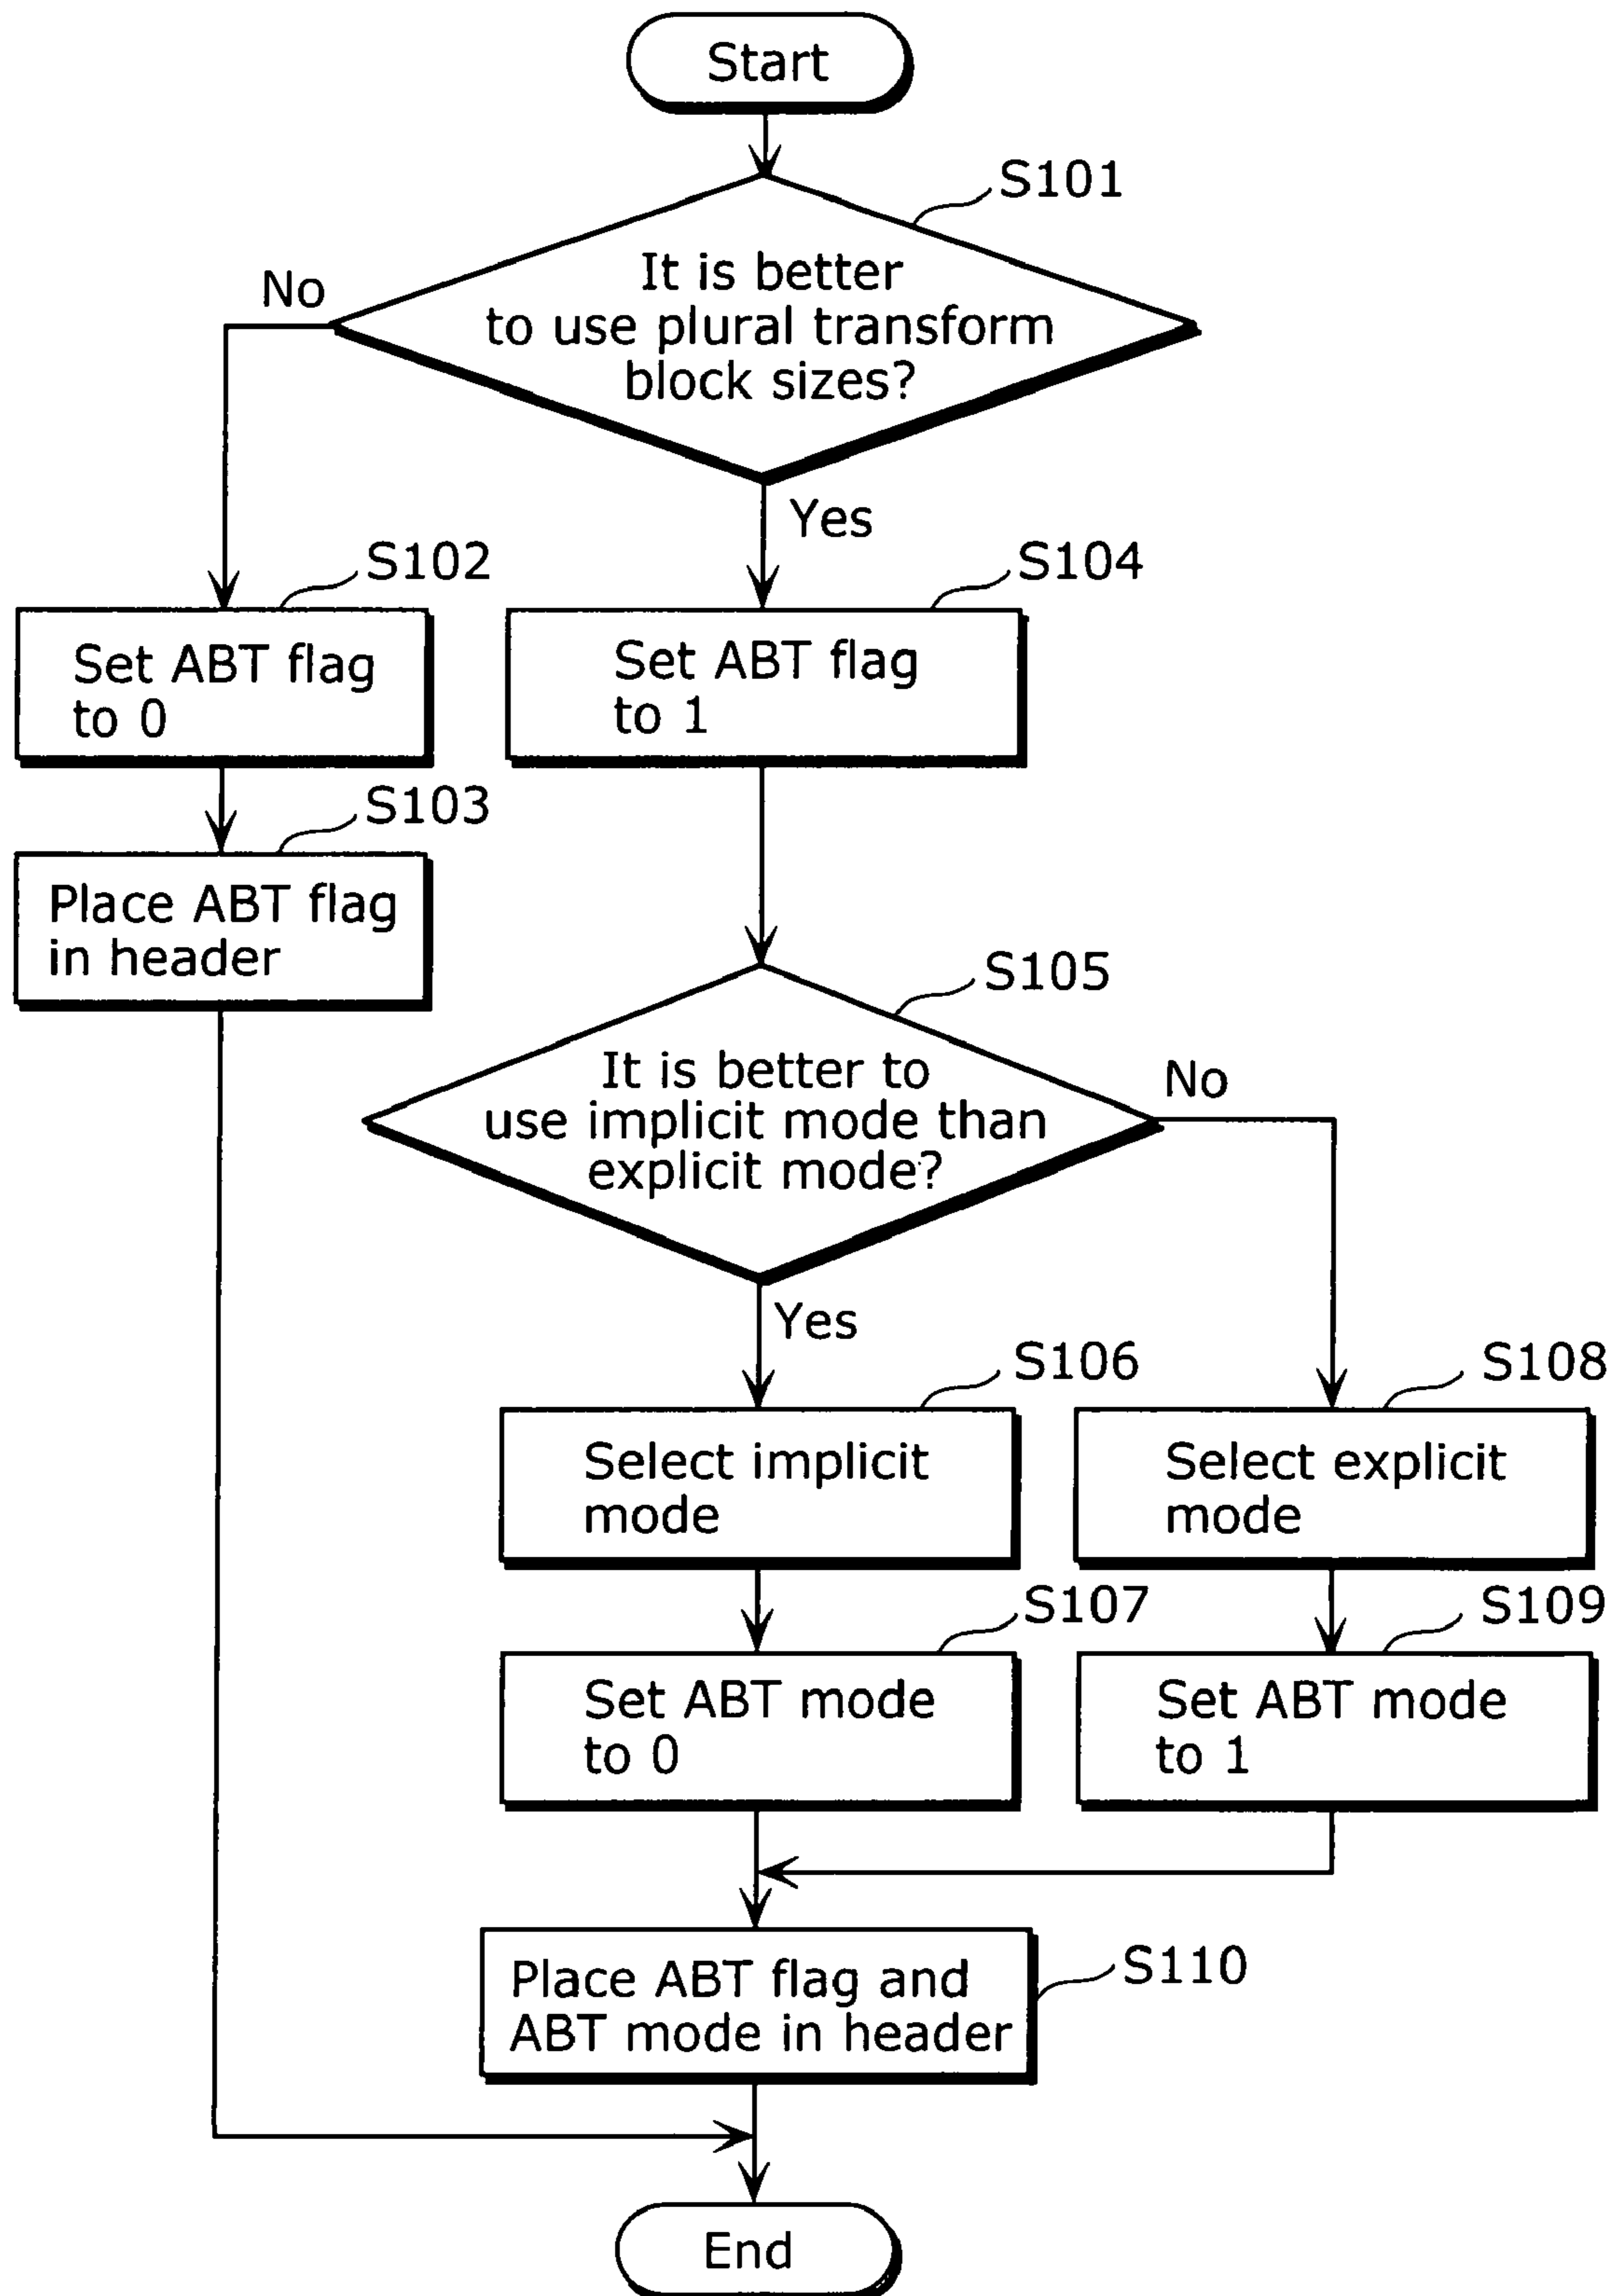 Start
S101
It is better
to use plural transform
block sizes?
No
Yes
S102
Set ABT flag
to 0
S104
Set ABT flag
to 1
S103
Place ABT flag
in header
S105
It is better to
use implicit mode than
explicit mode?
No
Yes
S106
Select implicit
mode
S108
Select explicit
mode
S107
Set ABT mode
to 0
S109
Set ABT mode
to 1
S110
Place ABT flag and
ABT mode in header
End